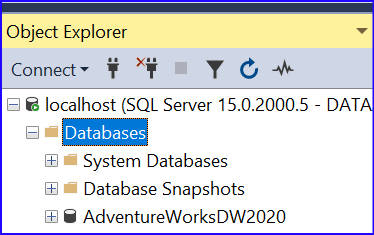 Object Explorer
Connect
localhost (SQL Server 15.0.2000.5 - DATA
Databases
System Databases
Database Snapshots
AdventureWorksDW2020